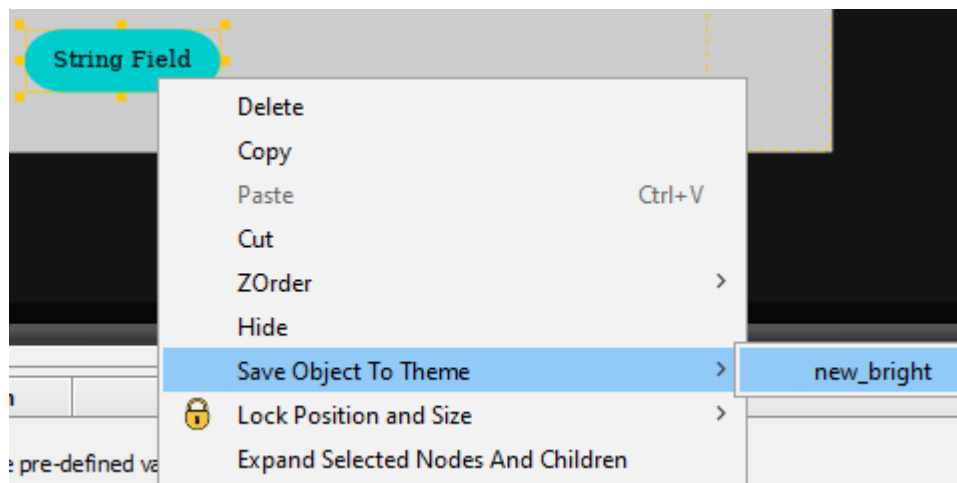 String Field
Delete
Copy
Paste Ctrl+V
Cut
ZOrder
Hide
Save Object To Theme
new_bright
Lock Position and Size
pre-defined
Expand Selected Nodes And Children